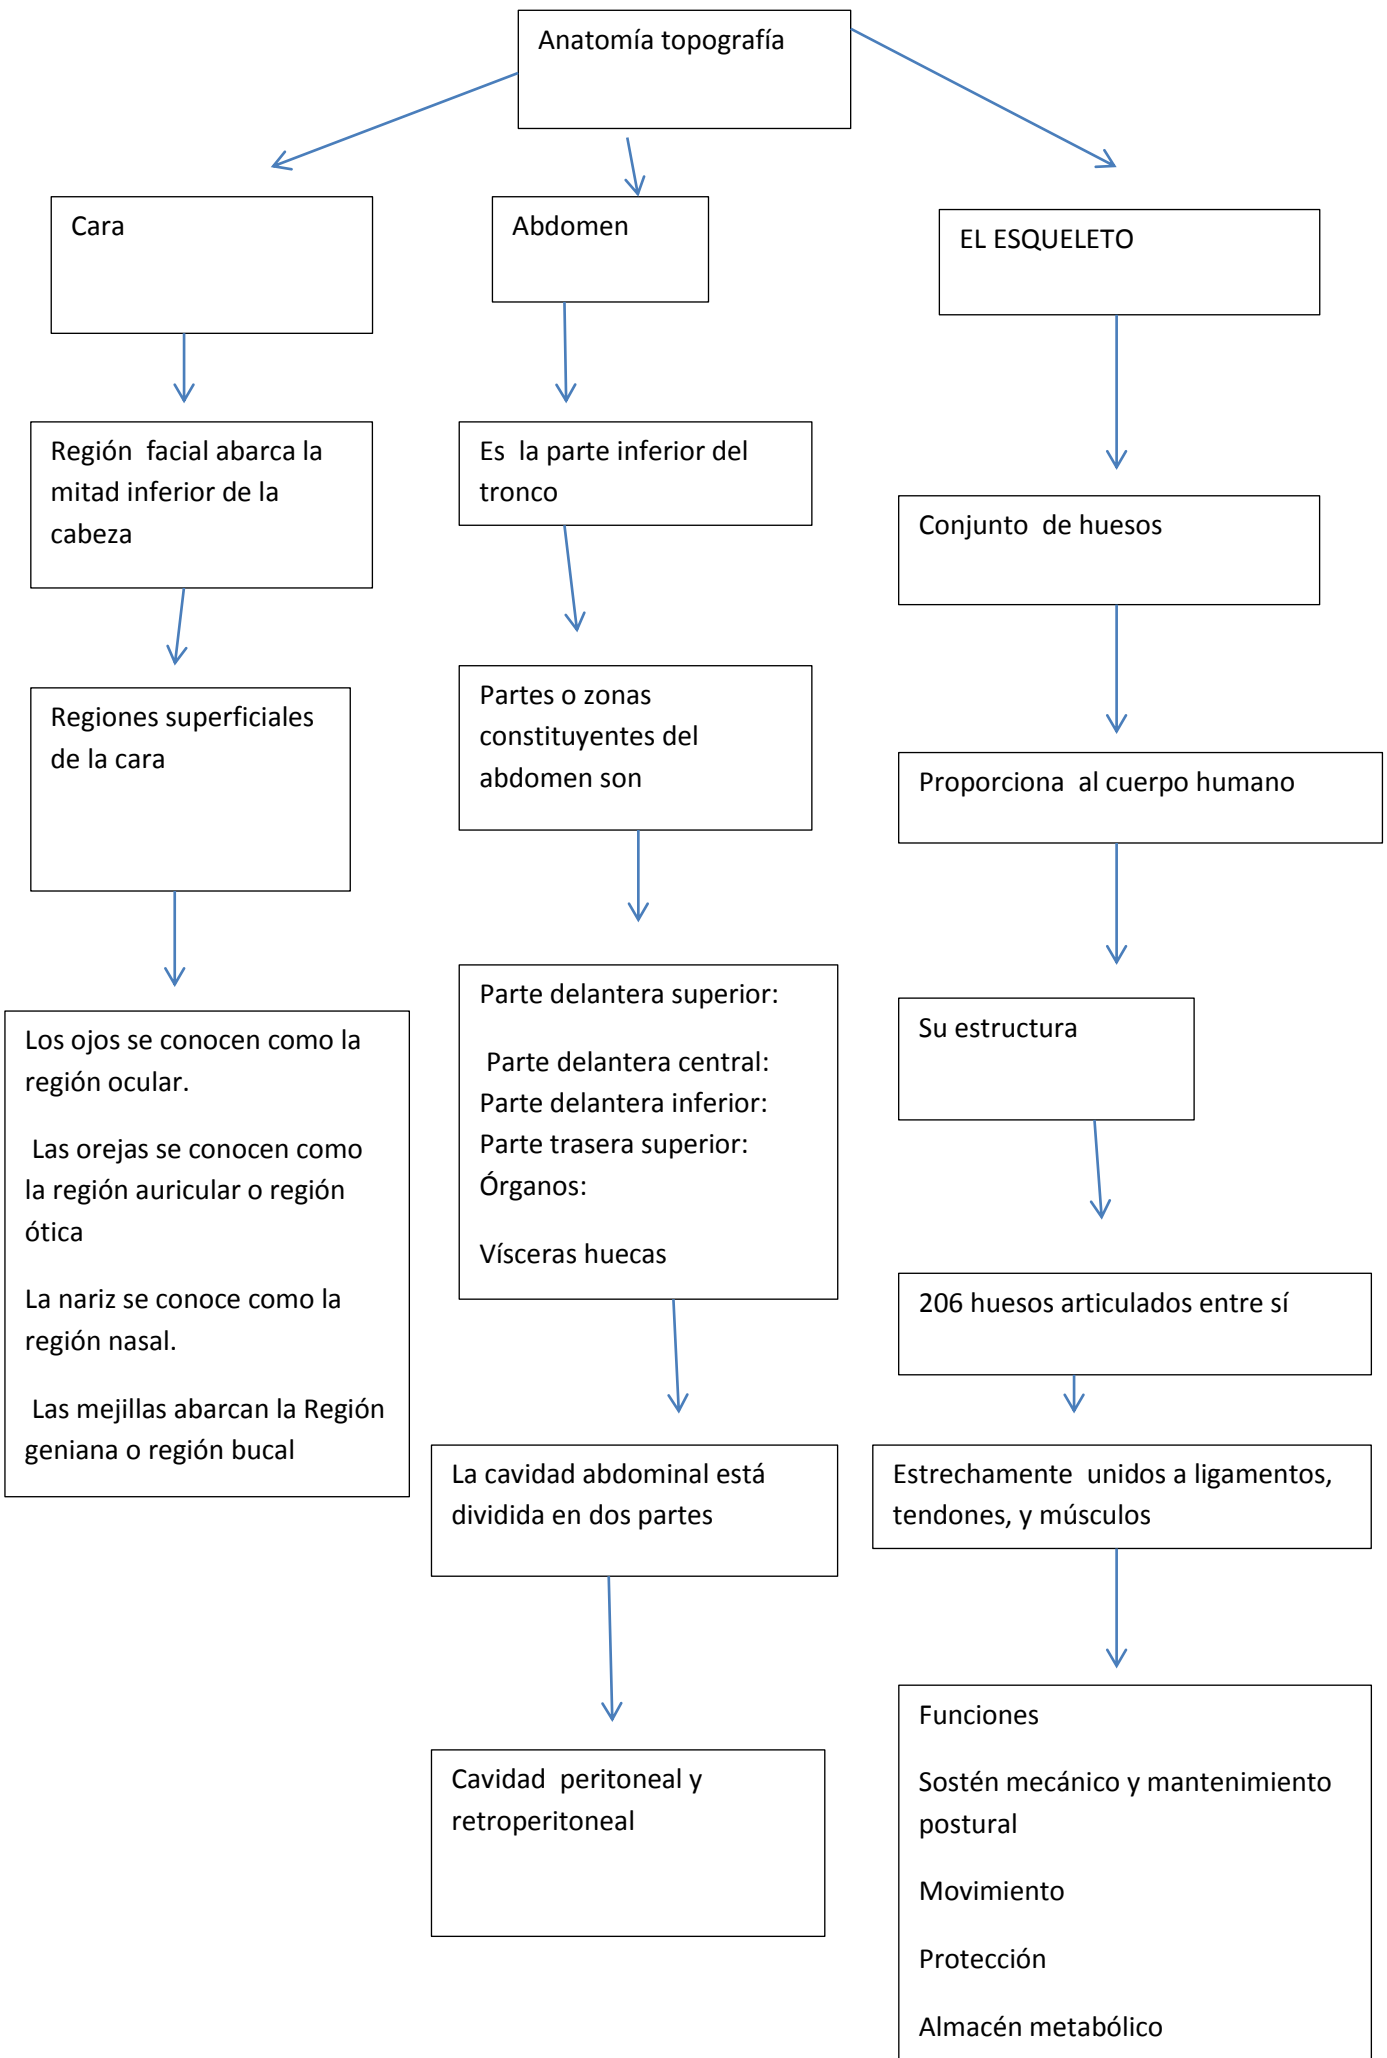 Anatomía topografía
Cara
Abdomen
EL ESQUELETO
Región  facial abarca la
mitad inferior de la
cabeza
Es  la parte inferior del
tronco
Conjunto  de huesos
Regiones superficiales
de la cara
Partes o zonas
constituyentes del
abdomen son
Proporciona  al cuerpo humano
Los ojos se conocen como la
región ocular.
Las orejas se conocen como
la región auricular o región
ótica
La nariz se conoce como la
región nasal.
Las mejillas abarcan la Región
geniana o región bucal
Parte delantera superior:
Parte delantera central:
Parte delantera inferior:
Parte trasera superior:
Órganos:
Vísceras huecas
Su estructura
206 huesos articulados entre sí
La cavidad abdominal está
dividida en dos partes
Estrechamente  unidos a ligamentos,
tendones, y músculos
Cavidad  peritoneal y
retroperitoneal
Funciones
Sostén mecánico y mantenimiento
postural
Movimiento
Protección
Almacén metabólico